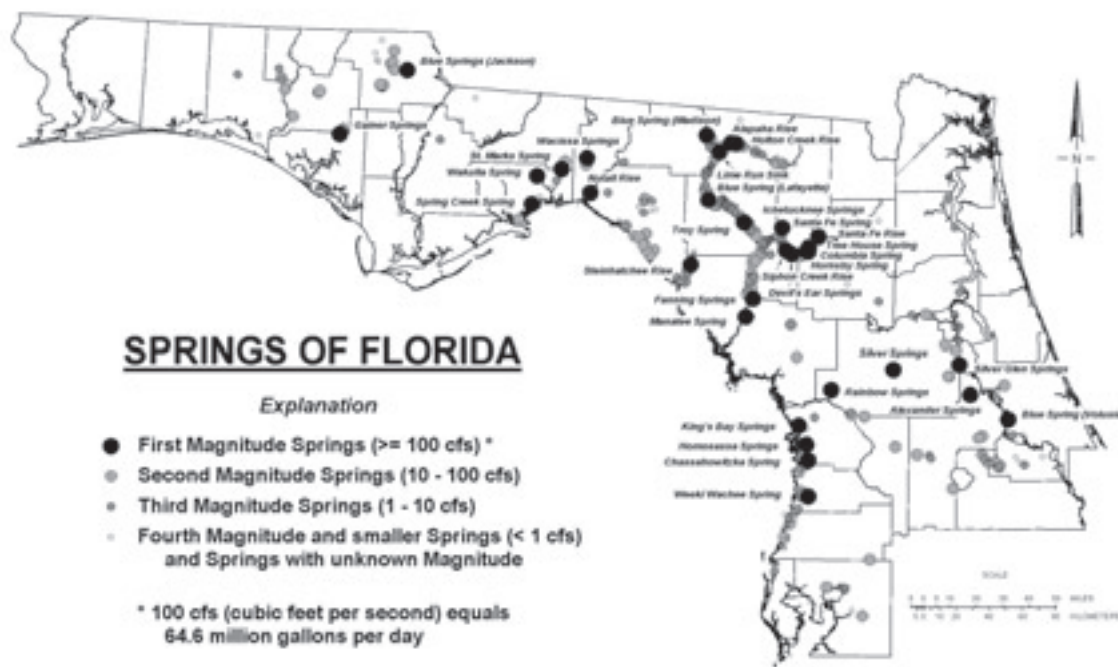 Blue Springs (Jackson)
Gainer Springs
Wacissa Springs
St. Marks Spring
Wakulla Spring
Nutall Rise
Spring Creek Spring
Blue Spring (Madison)
Alapaha Rise
Holton Creek Rise
Lime Run Sink
Blue Spring (Lafayette)
Ichetucknee Springs
Santa Fe Spring
Santa Fe Rise
Tree House Spring
Columbia Spring
Hornsby Spring
Troy Spring
Steinhatchee Rise
Siphon Creek Rise
Devil's Ear Springs
Fanning Springs
Manatee Spring
N
SPRINGS OF FLORIDA
Explanation
First Magnitude Springs (>= 100 cfs) *
Second Magnitude Springs (10 - 100 cfs)
Third Magnitude Springs (1 - 10 cfs)
Fourth Magnitude and smaller Springs (< 1 cfs)
and Springs with unknown Magnitude
* 100 cfs (cubic feet per second) equals
64.6 million gallons per day
Silver Springs
Silver Glen Springs
Rainbow Springs
Alexander Springs
Blue Spring (Volusia
King's Bay Springs
Homosassa Springs
Chassahowitzka Spring
Weeki Wachee Spring
SCALE
MILES
KILOMETERS